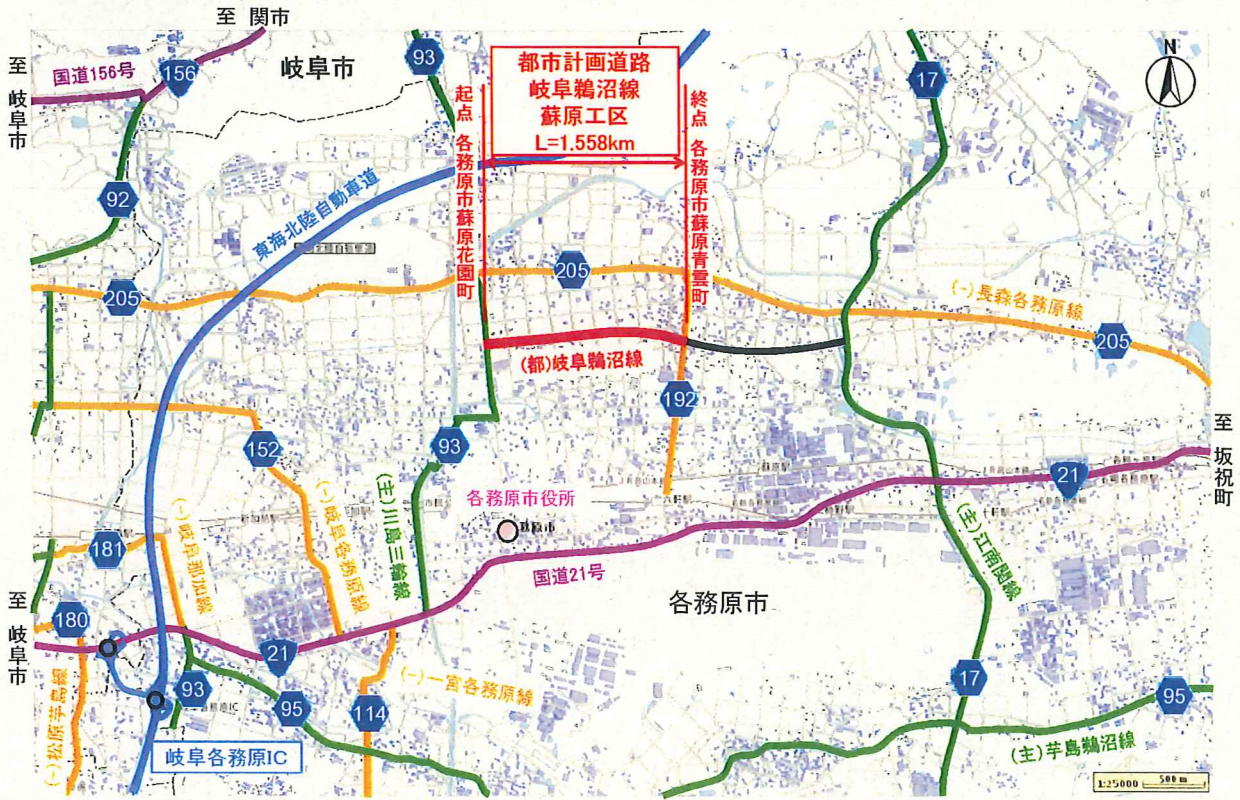 至 関市
至岐阜市
国道156号
156
岐阜市
93
都市計画道路
岐阜鵜沼線
蘇原工区
L=1.558km
起点 各務原市蘇原花園町
終点 各務原市蘇原青雲町
17
N
92
東海北陸自動車道
205
205
(一)長森各務原線
205
(都)岐阜鵜沼線
192
152
93
至坂祝町
21
各務原市役所
(一)岐阜那加線
(一)岐阜各務原線
(主)川島三輪線
(主)江南関線
181
国道21号
各務原市
至岐阜市
180
21
(一)松原芋島線
93
95
114
(一)一宮各務原線
17
95
(主)芋島鵜沼線
岐阜各務原IC
1:25000
500m